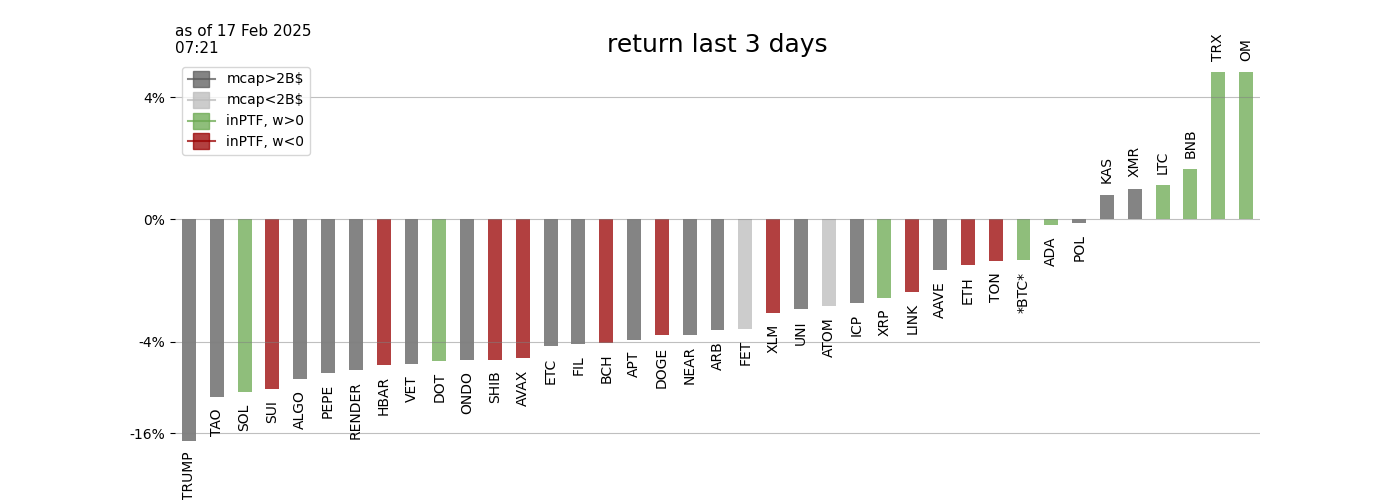 as of 17 Feb 2025
07:21
return last 3 days
mcap>2B$
mcap<2B$
inPTF, w>0
inPTF, w<0
4%
0%
-4%
-16%
TRUMP
TAO
SOL
SUI
ALGO
PEPE
RENDER
HBAR
VET
DOT
ONDO
SHIB
AVAX
ETC
FIL
BCH
APT
DOGE
NEAR
ARB
FET
XLM
UNI
ATOM
ICP
XRP
LINK
AAVE
ETH
TON
*BTC*
ADA
POL
KAS
XMR
LTC
BNB
TRX
OM